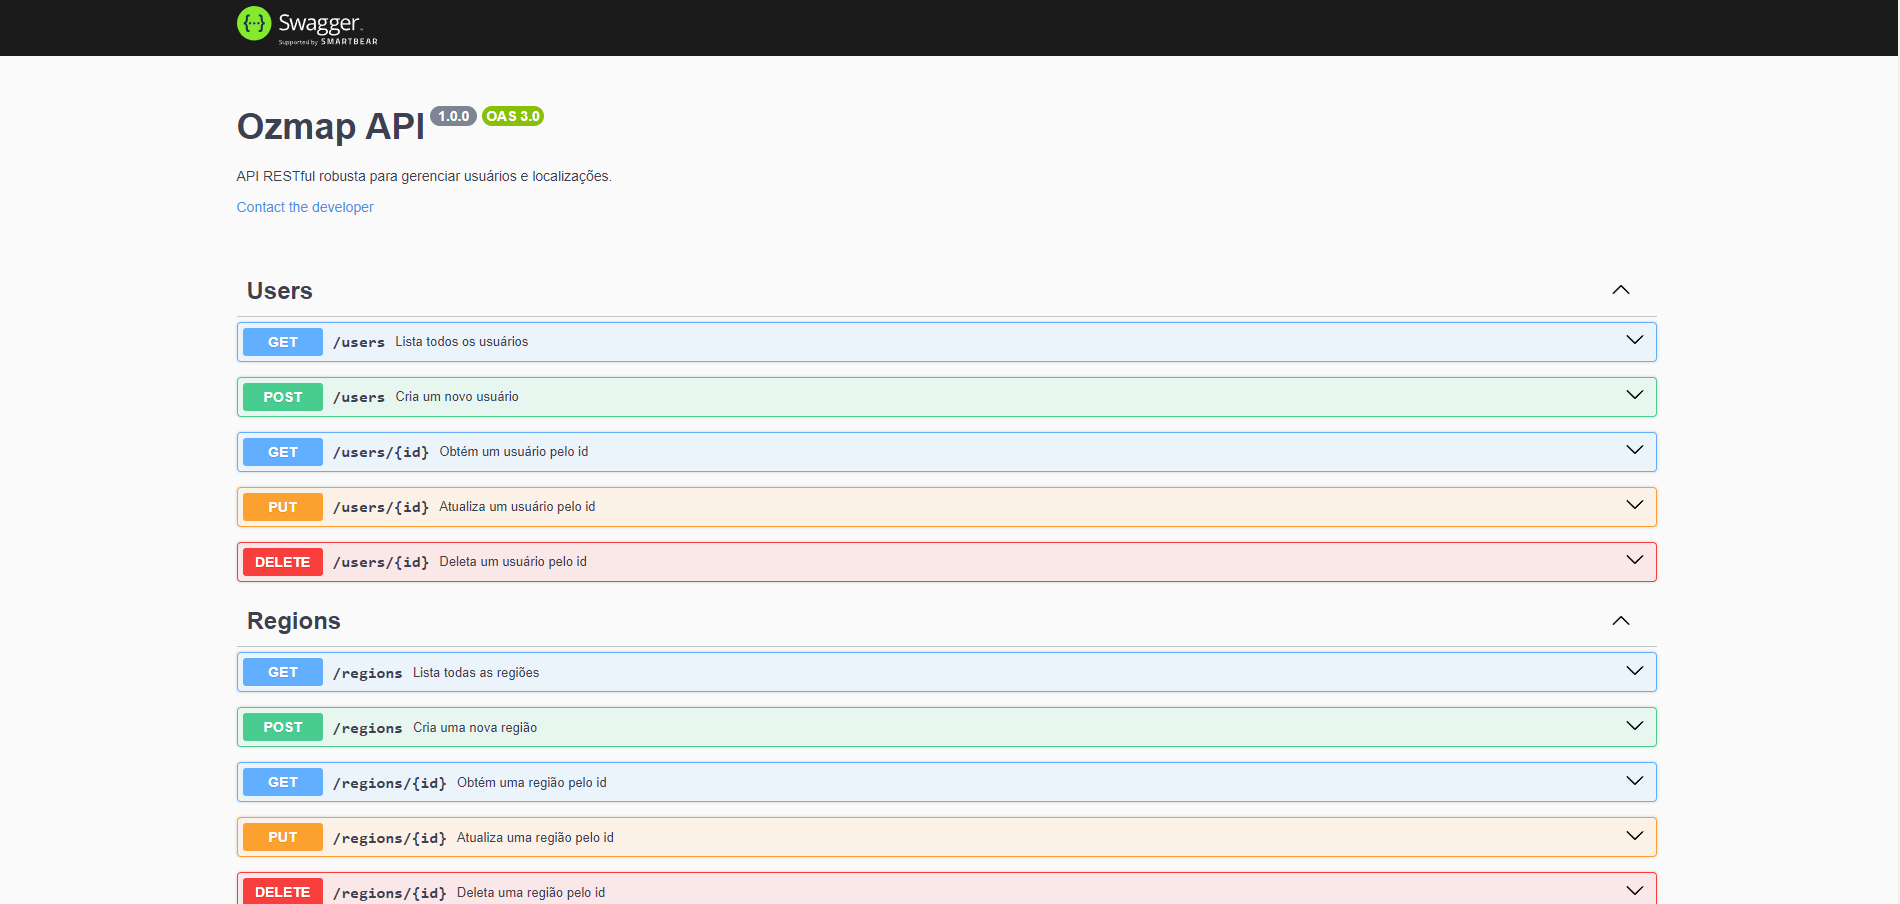 Swagger
Supported by SMARTBEAR
Ozmap API 1.0.0 OAS 3.0
API RESTful robusta para gerenciar usuários e localizações.
Contact the developer
Users
GET /users Lista todos os usuários
POST /users Cria um novo usuário
GET /users/{id} Obtém um usuário pelo id
PUT /users/{id} Atualiza um usuário pelo id
DELETE /users/{id} Deleta um usuário pelo id
Regions
GET /regions Lista todas as regiões
POST /regions Cria uma nova região
GET /regions/{id} Obtém uma região pelo id
PUT /regions/{id} Atualiza uma região pelo id
DELETE /regions/{id} Deleta uma região pelo id